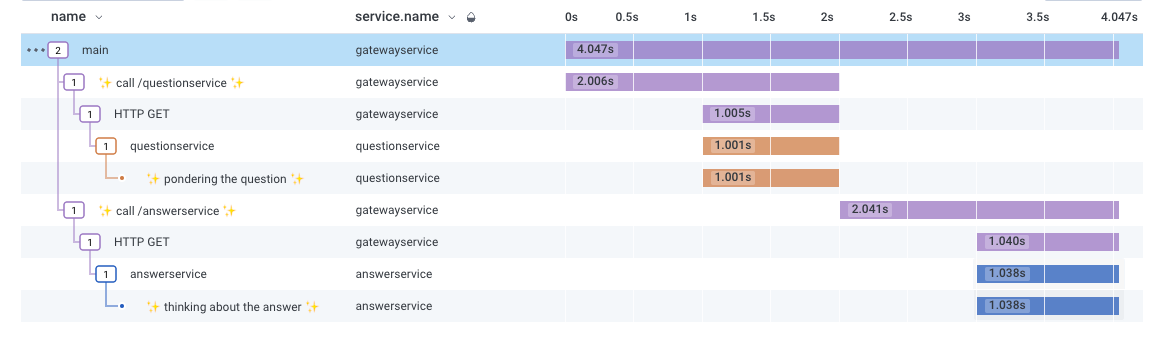 name service.name 0s 0.5s 1s 1.5s 2s 2.5s 3s 3.5s 4.047s
2 main gatewayservice 4.047s
1 ✨ call /questionservice ✨ gatewayservice 2.006s
1 HTTP GET gatewayservice 1.005s
1 questionservice questionservice 1.001s
✨ pondering the question ✨ questionservice 1.001s
1 ✨ call /answerservice ✨ gatewayservice 2.041s
1 HTTP GET gatewayservice 1.040s
1 answerservice answerservice 1.038s
✨ thinking about the answer ✨ answerservice 1.038s